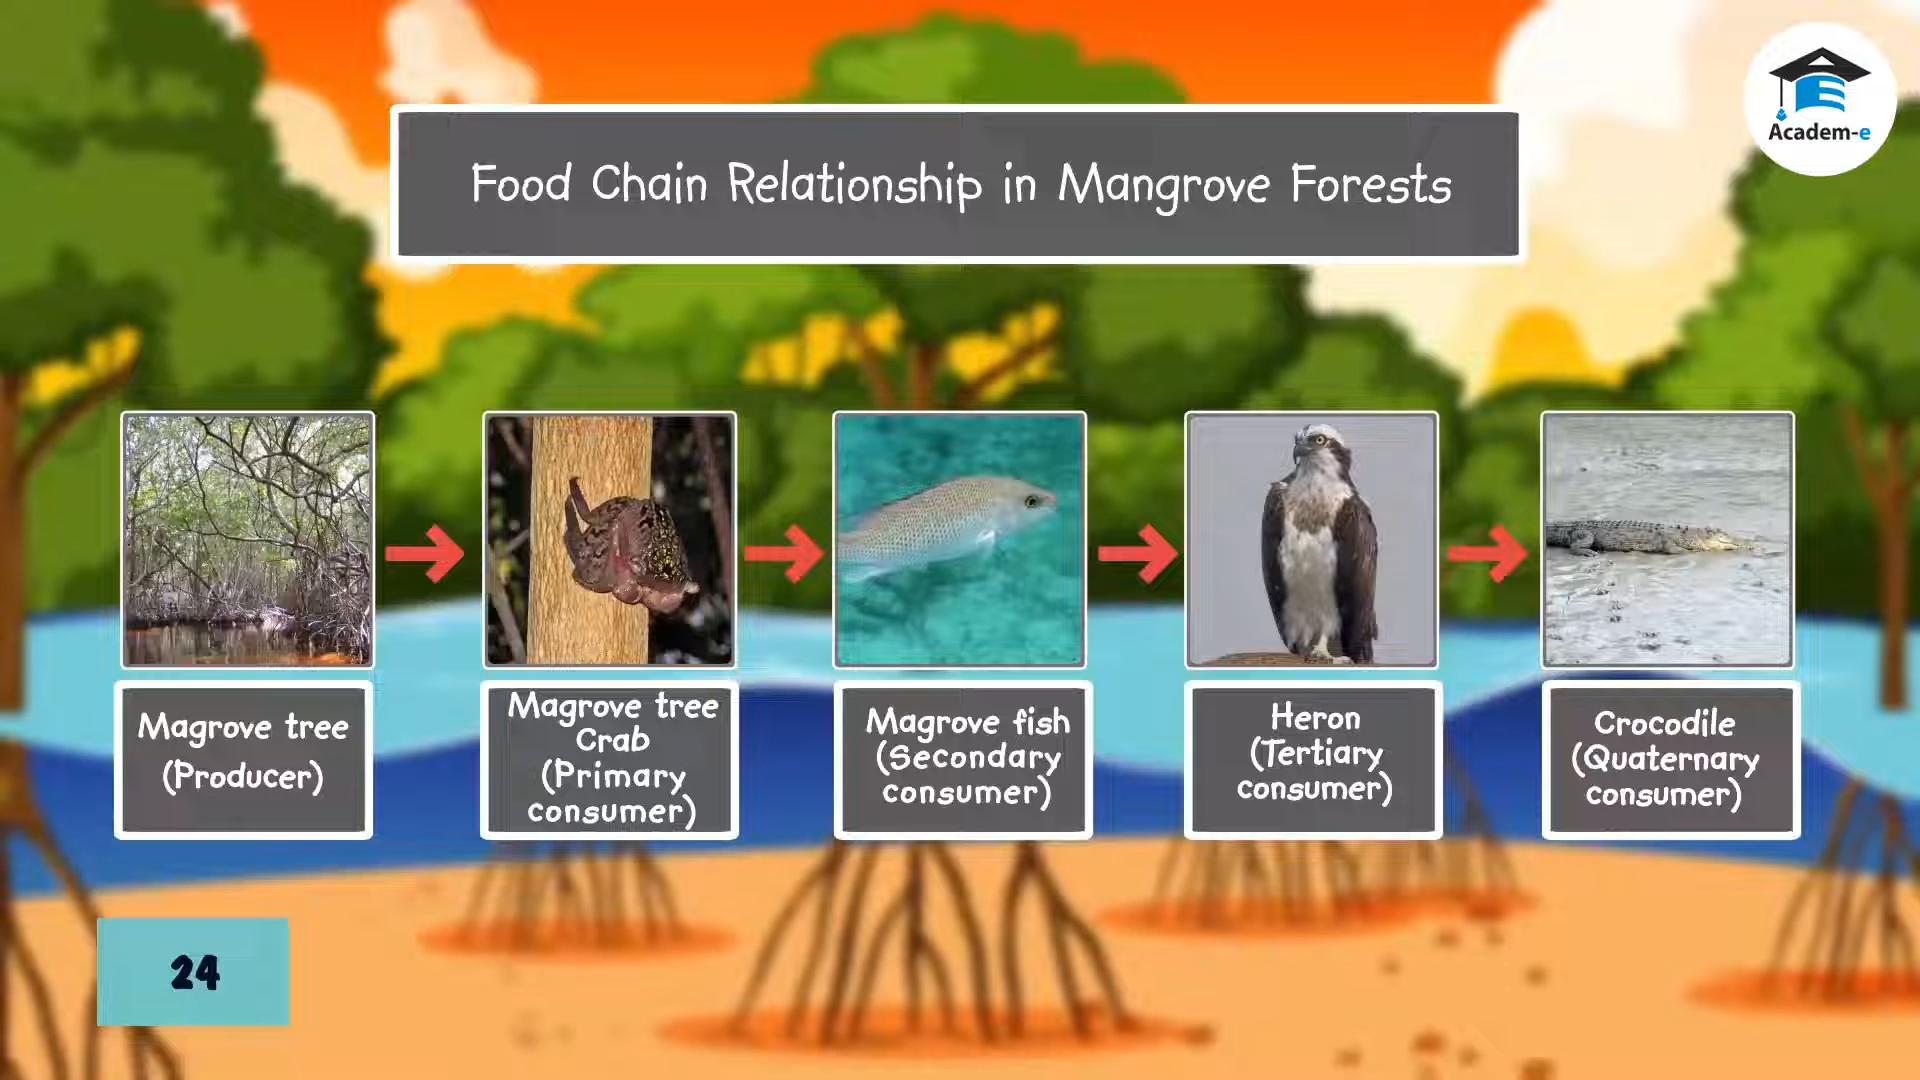 Academ-e
Food Chain Relationship in Mangrove Forests
Magrove tree
(Producer)
Magrove tree
Crab
(Primary
consumer)
Magrove fish
(Secondary
consumer)
Heron
(Tertiary
consumer)
Crocodile
(Quaternary
consumer)
24